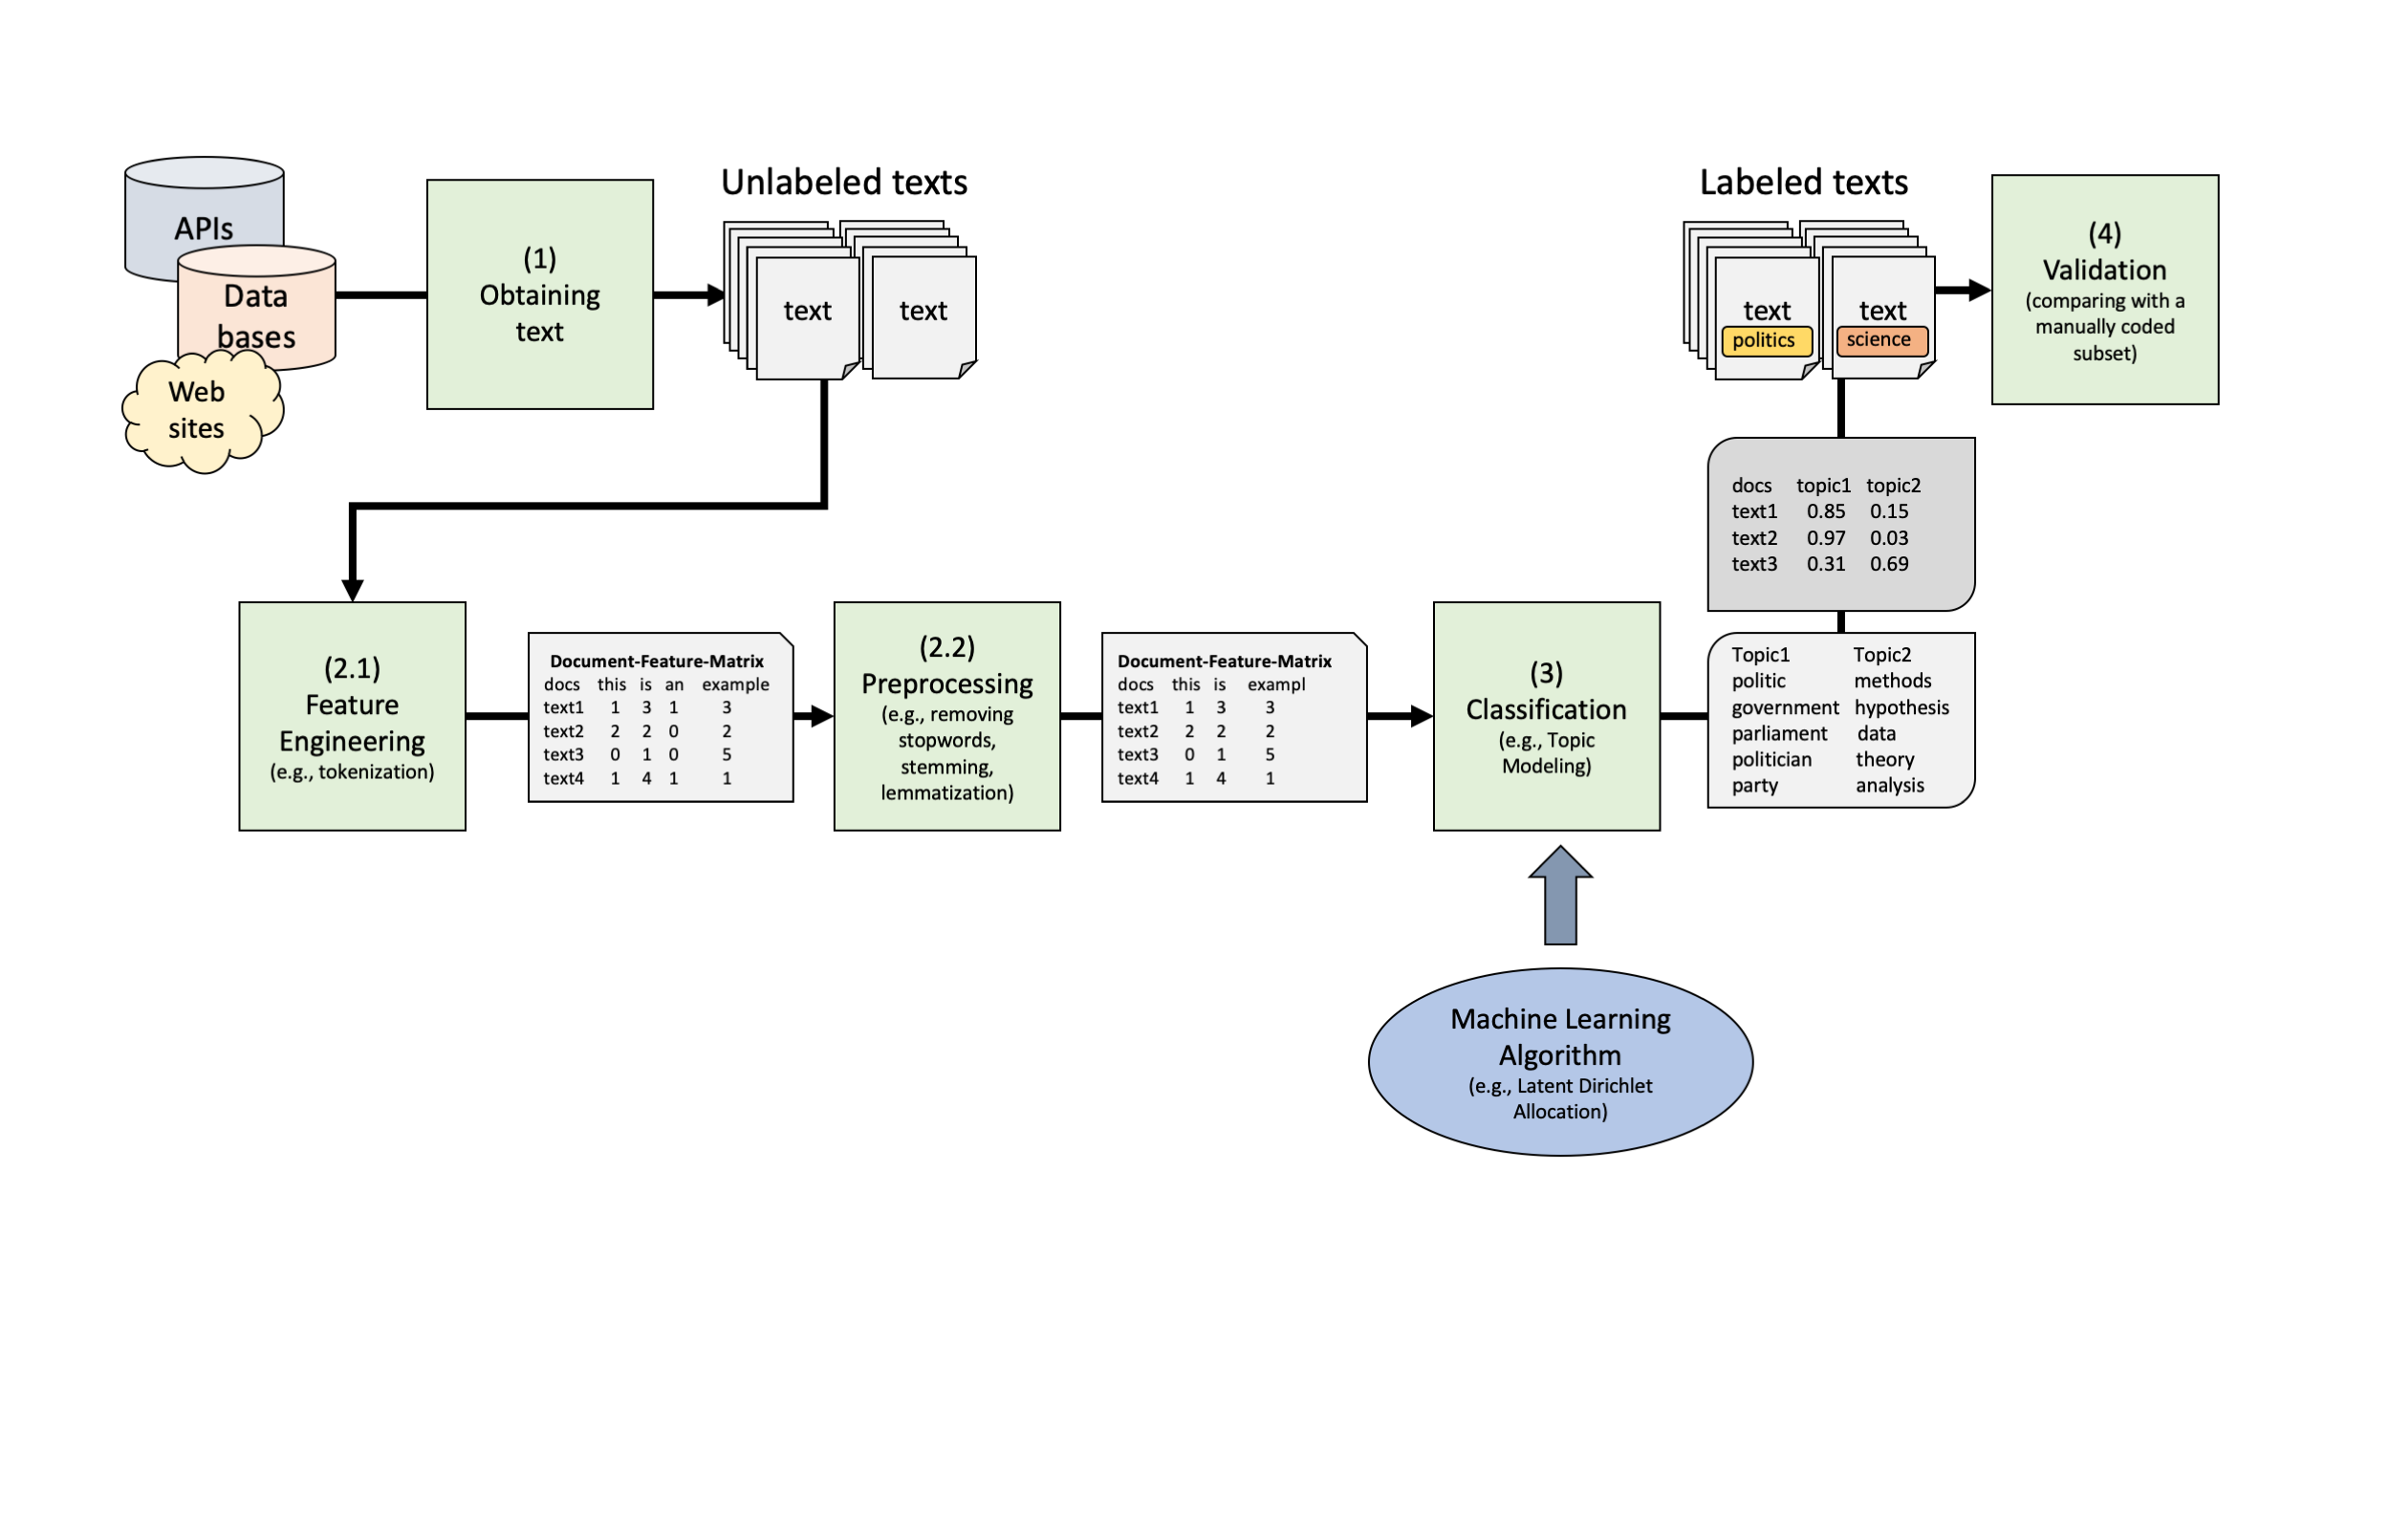 APIs
Data
bases
Web
sites
(1)
Obtaining
text
Unlabeled texts
text
text
Labeled texts
text
politics
text
science
(4)
Validation
(comparing with a
manually coded
subset)
docs topic1 topic2
text1 0.85 0.15
text2 0.97 0.03
text3 0.31 0.69
(2.1)
Feature
Engineering
(e.g., tokenization)
Document-Feature-Matrix
docs this is an example
text1 1 3 1 3
text2 2 2 0 2
text3 0 1 0 5
text4 1 4 1 1
(2.2)
Preprocessing
(e.g., removing
stopwords,
stemming,
lemmatization)
Document-Feature-Matrix
docs this is exampl
text1 1 3 3
text2 2 2 2
text3 0 1 5
text4 1 4 1
(3)
Classification
(e.g., Topic
Modeling)
Topic1 Topic2
politic methods
government hypothesis
parliament data
politician theory
party analysis
Machine Learning
Algorithm
(e.g., Latent Dirichlet
Allocation)